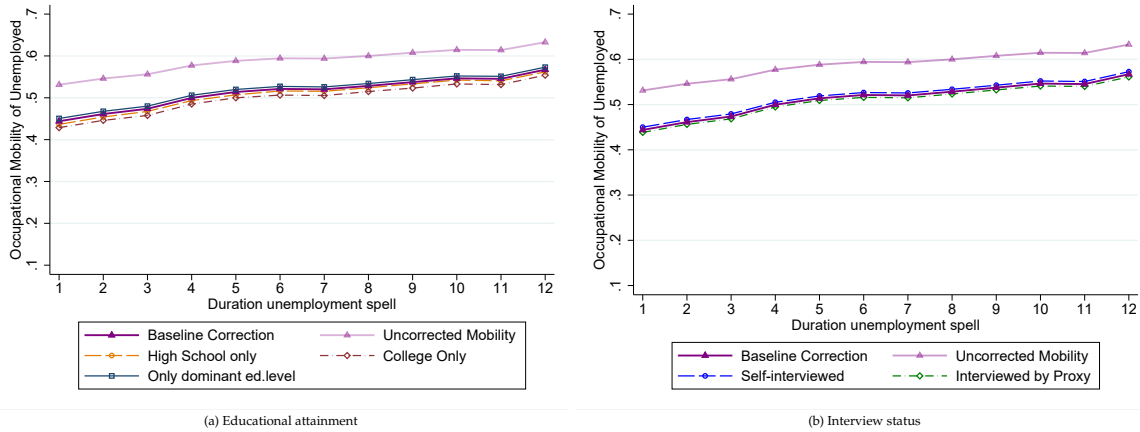 Occupational Mobility of Unemployed
.7
.6
.5
.4
.3
.2
.1
1 2 3 4 5 6 7 8 9 10 11 12
Duration unemployment spell
Baseline Correction Uncorrected Mobility
High School only College Only
Only dominant ed.level
(a) Educational attainment
Occupational Mobility of Unemployed
.7
.6
.5
.4
.3
.2
.1
1 2 3 4 5 6 7 8 9 10 11 12
Duration unemployment spell
Baseline Correction Uncorrected Mobility
Self-interviewed Interviewed by Proxy
(b) Interview status